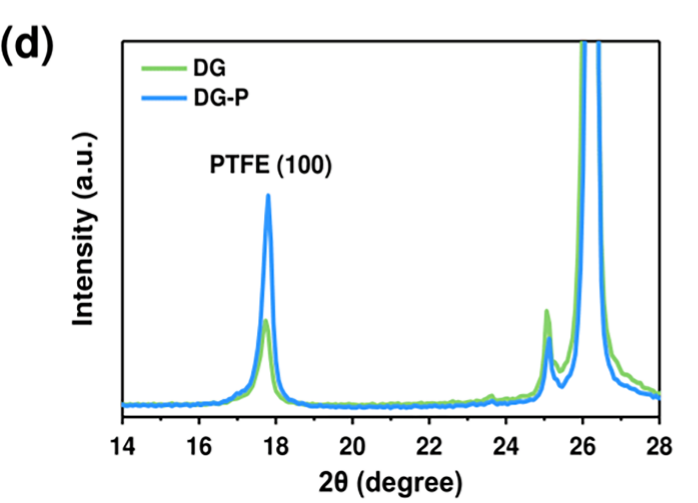 (d)
DG
DG-P
PTFE (100)
Intensity (a.u.)
14 16 18 20 22 24 26 28
2θ (degree)